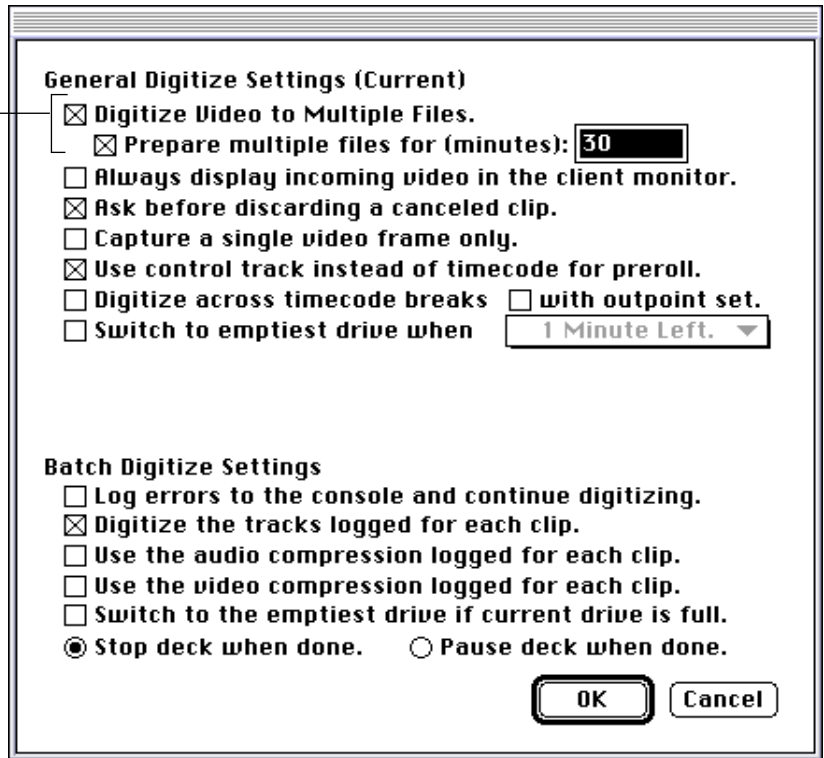 General Digitize Settings (Current)
Digitize Video to Multiple Files.
Prepare multiple files for (minutes): 30
Always display incoming video in the client monitor.
Ask before discarding a canceled clip.
Capture a single video frame only.
Use control track instead of timecode for preroll.
Digitize across timecode breaks with outpoint set.
Switch to emptiest drive when 1 Minute Left.
Batch Digitize Settings
Log errors to the console and continue digitizing.
Digitize the tracks logged for each clip.
Use the audio compression logged for each clip.
Use the video compression logged for each clip.
Switch to the emptiest drive if current drive is full.
Stop deck when done. Pause deck when done.
OK Cancel